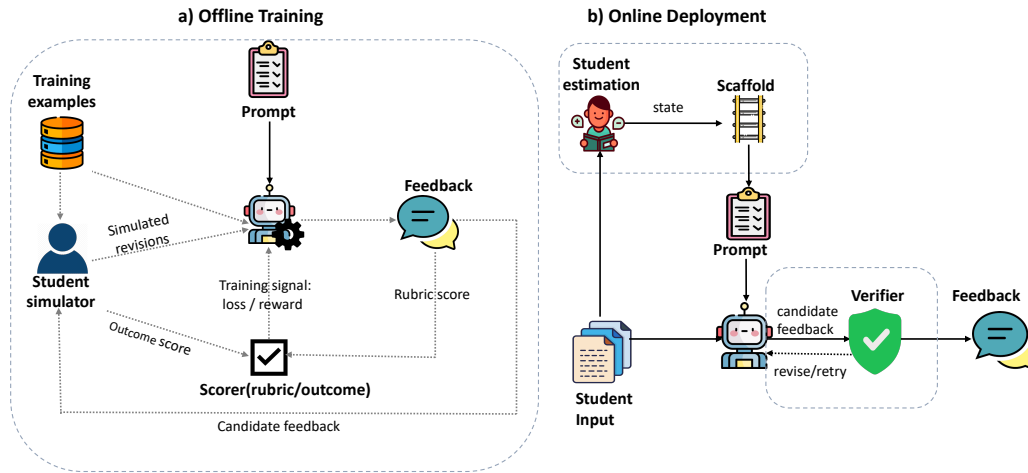 a) Offline Training
Training
examples
Prompt
Feedback
Simulated
revisions
Student
simulator
Training signal:
loss / reward
Rubric score
Outcome score
Scorer(rubric/outcome)
Candidate feedback
b) Online Deployment
Student
estimation
state
Scaffold
Prompt
candidate
feedback
Verifier
Feedback
revise/retry
Student
Input